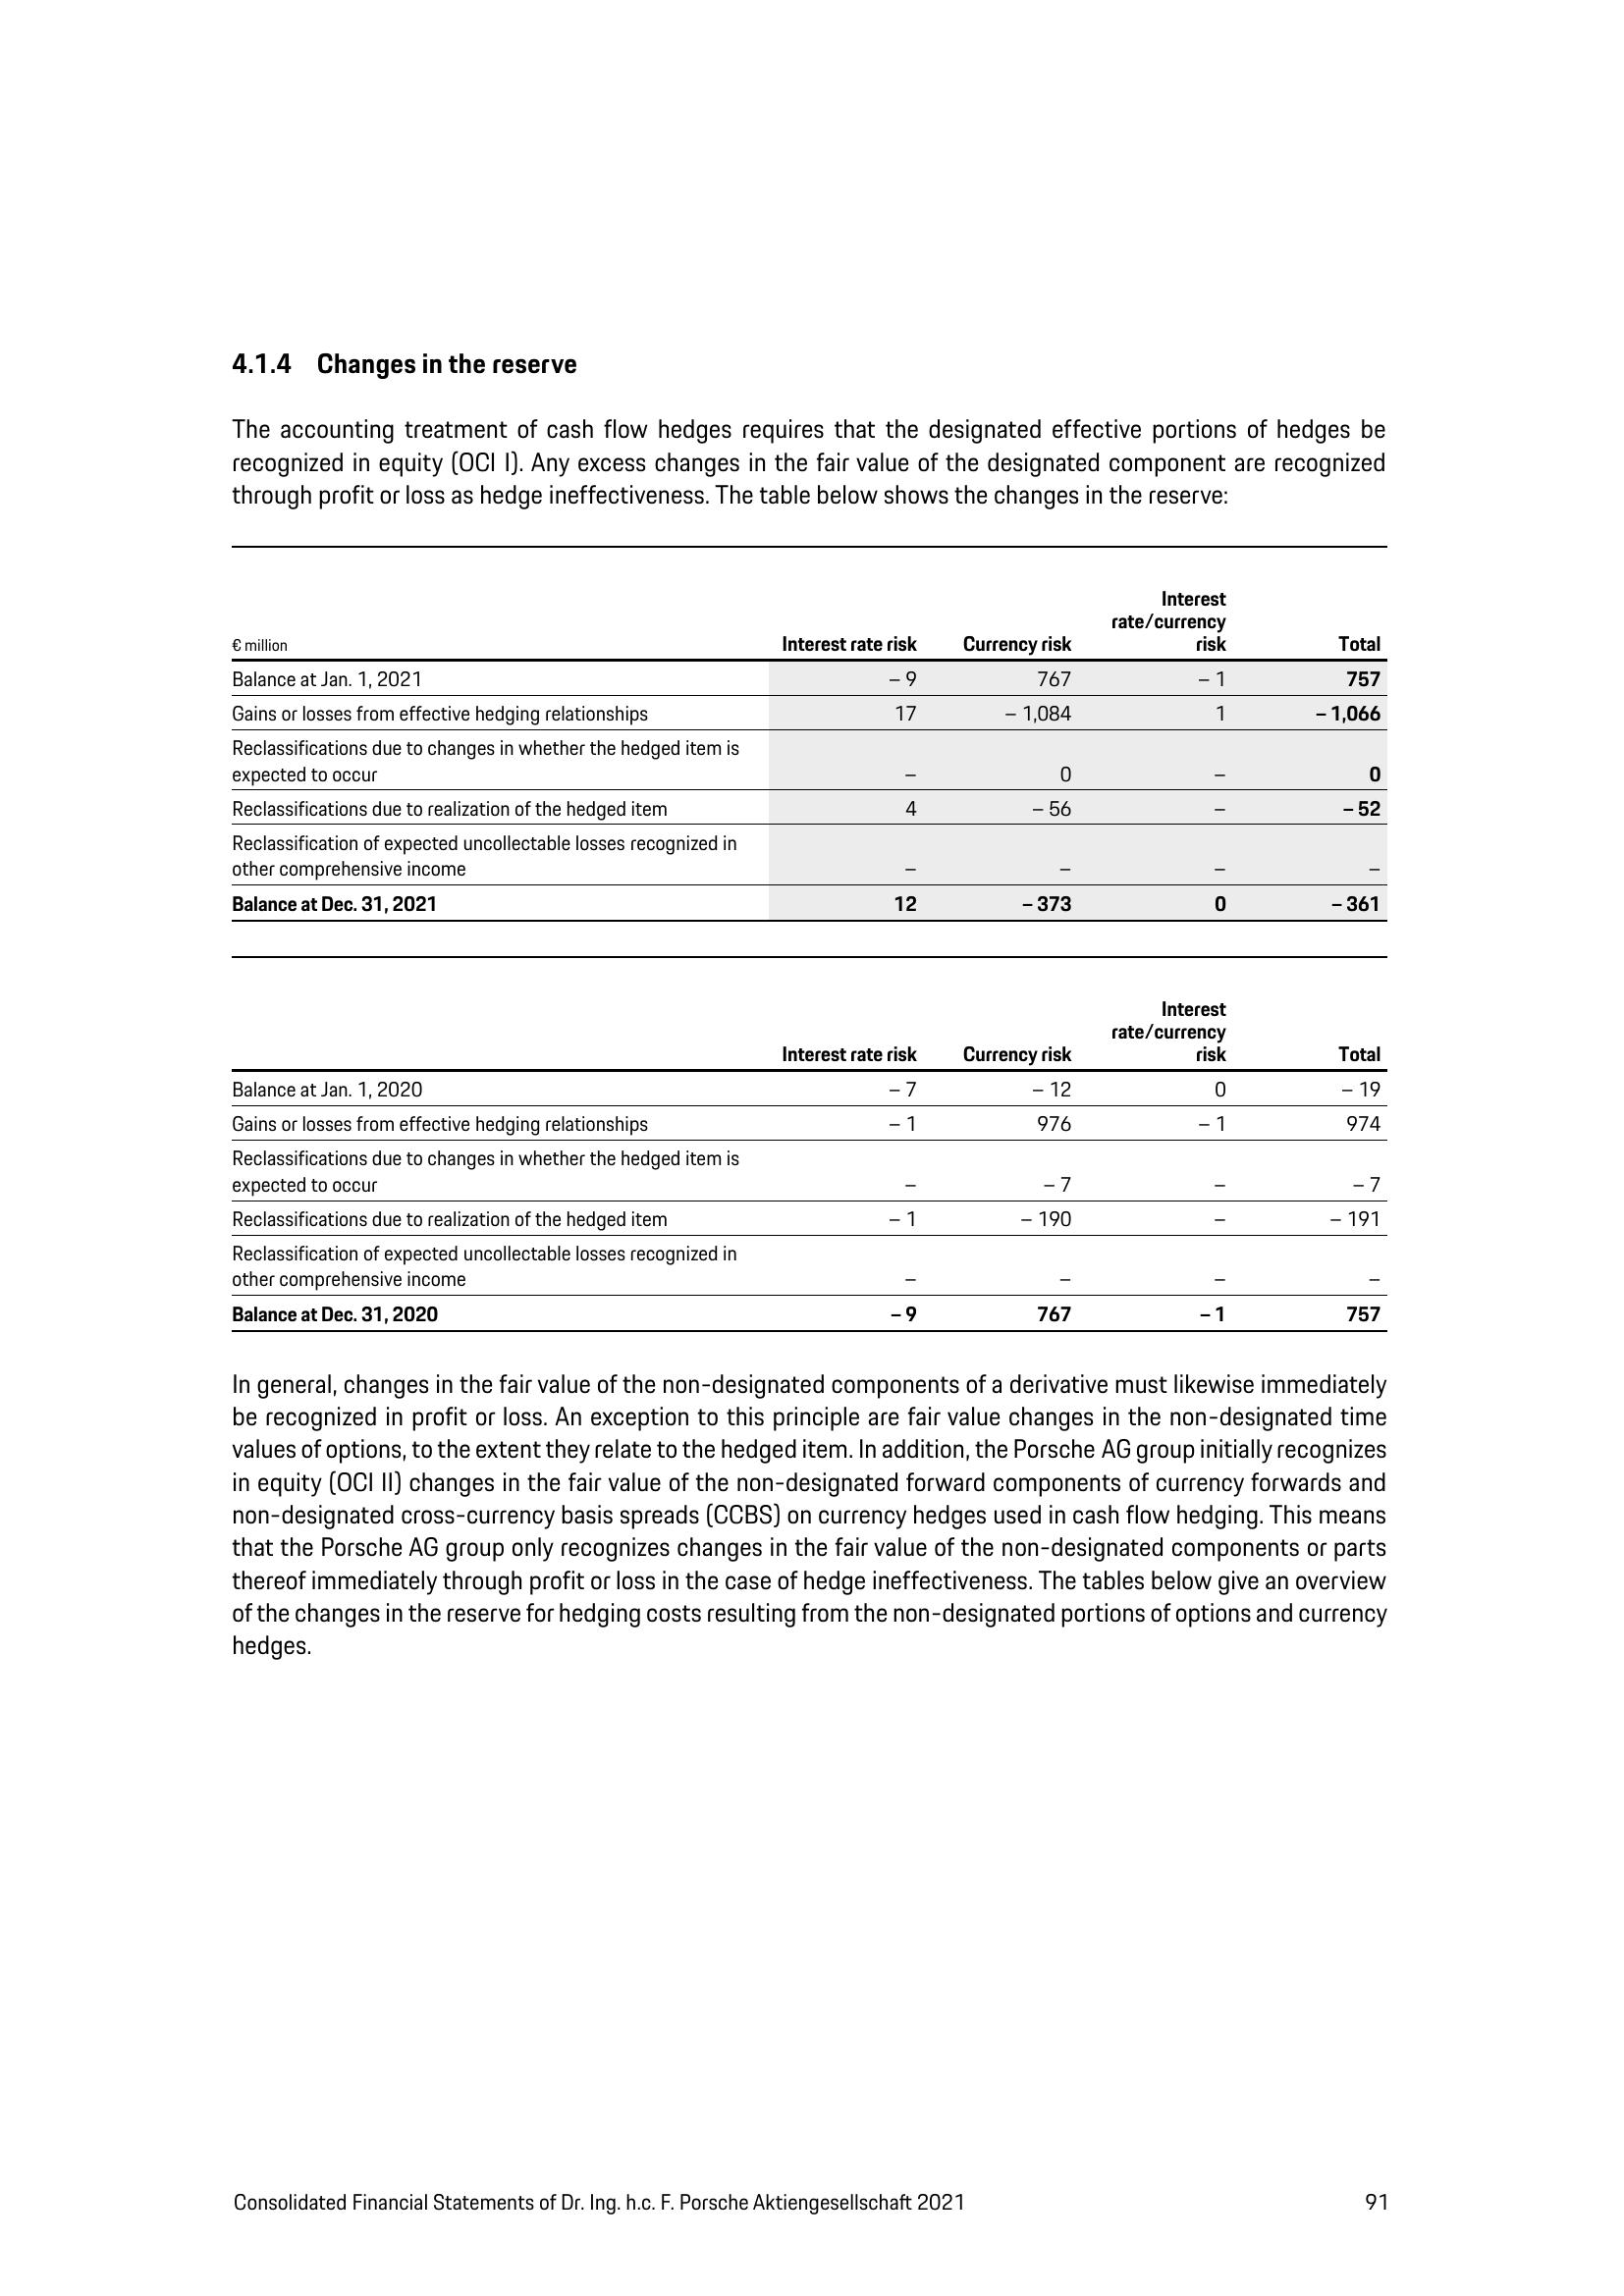 4.1.4 Changes in the reserve
The accounting treatment of cash flow hedges requires that the designated effective portions of hedges be
recognized in equity (OCI I). Any excess changes in the fair value of the designated component are recognized
through profit or loss as hedge ineffectiveness. The table below shows the changes in the reserve:
€ million Interest rate risk Currency risk Interest
rate/currency
risk Total
Balance at Jan. 1, 2021 – 9 767 – 1 757
Gains or losses from effective hedging relationships 17 – 1,084 1 – 1,066
Reclassifications due to changes in whether the hedged item is
expected to occur – 0 – 0
Reclassifications due to realization of the hedged item 4 – 56 – – 52
Reclassification of expected uncollectable losses recognized in
other comprehensive income – – – –
Balance at Dec. 31, 2021 12 – 373 0 – 361
Interest rate risk Currency risk Interest
rate/currency
risk Total
Balance at Jan. 1, 2020 – 7 – 12 0 – 19
Gains or losses from effective hedging relationships – 1 976 – 1 974
Reclassifications due to changes in whether the hedged item is
expected to occur – – 7 – – 7
Reclassifications due to realization of the hedged item – 1 – 190 – – 191
Reclassification of expected uncollectable losses recognized in
other comprehensive income – – – –
Balance at Dec. 31, 2020 – 9 767 – 1 757
In general, changes in the fair value of the non-designated components of a derivative must likewise immediately
be recognized in profit or loss. An exception to this principle are fair value changes in the non-designated time
values of options, to the extent they relate to the hedged item. In addition, the Porsche AG group initially recognizes
in equity (OCI II) changes in the fair value of the non-designated forward components of currency forwards and
non-designated cross-currency basis spreads (CCBS) on currency hedges used in cash flow hedging. This means
that the Porsche AG group only recognizes changes in the fair value of the non-designated components or parts
thereof immediately through profit or loss in the case of hedge ineffectiveness. The tables below give an overview
of the changes in the reserve for hedging costs resulting from the non-designated portions of options and currency
hedges.
Consolidated Financial Statements of Dr. Ing. h.c. F. Porsche Aktiengesellschaft 2021 91